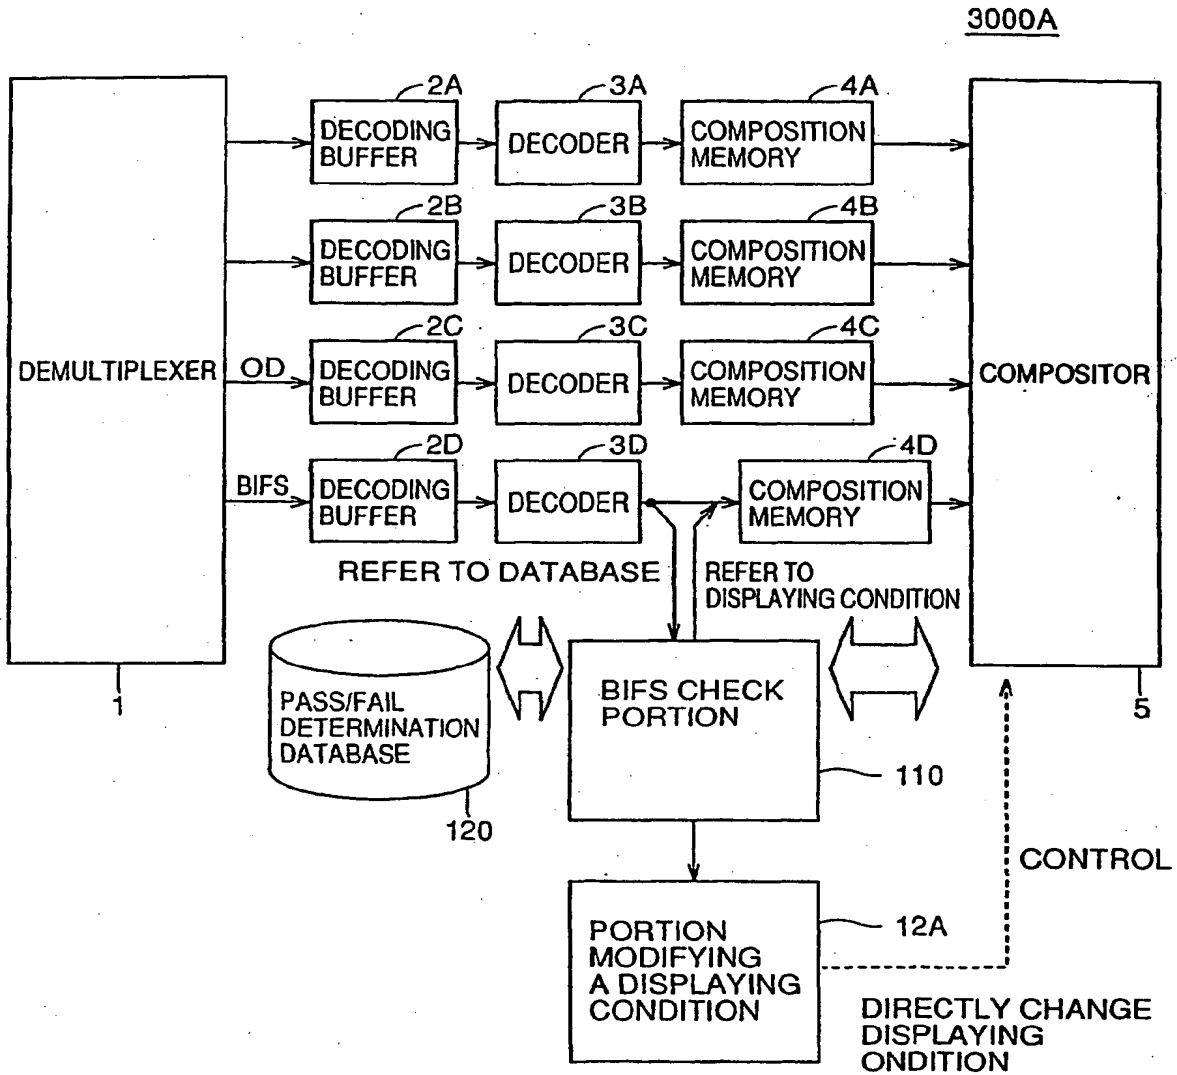 3000A
2A
3A
4A
DECODING
BUFFER
DECODER
COMPOSITION
MEMORY
2B
3B
4B
DECODING
BUFFER
DECODER
COMPOSITION
MEMORY
2C
3C
4C
DEMULTIPLEXER
OD
DECODING
BUFFER
DECODER
COMPOSITION
MEMORY
COMPOSITOR
2D
3D
4D
BIFS
DECODING
BUFFER
DECODER
COMPOSITION
MEMORY
REFER TO DATABASE
REFER TO
DISPLAYING CONDITION
1
PASS/FAIL
DETERMINATION
DATABASE
BIFS CHECK
PORTION
5
110
120
CONTROL
PORTION
MODIFYING
A DISPLAYING
CONDITION
12A
DIRECTLY CHANGE
DISPLAYING
ONDITION